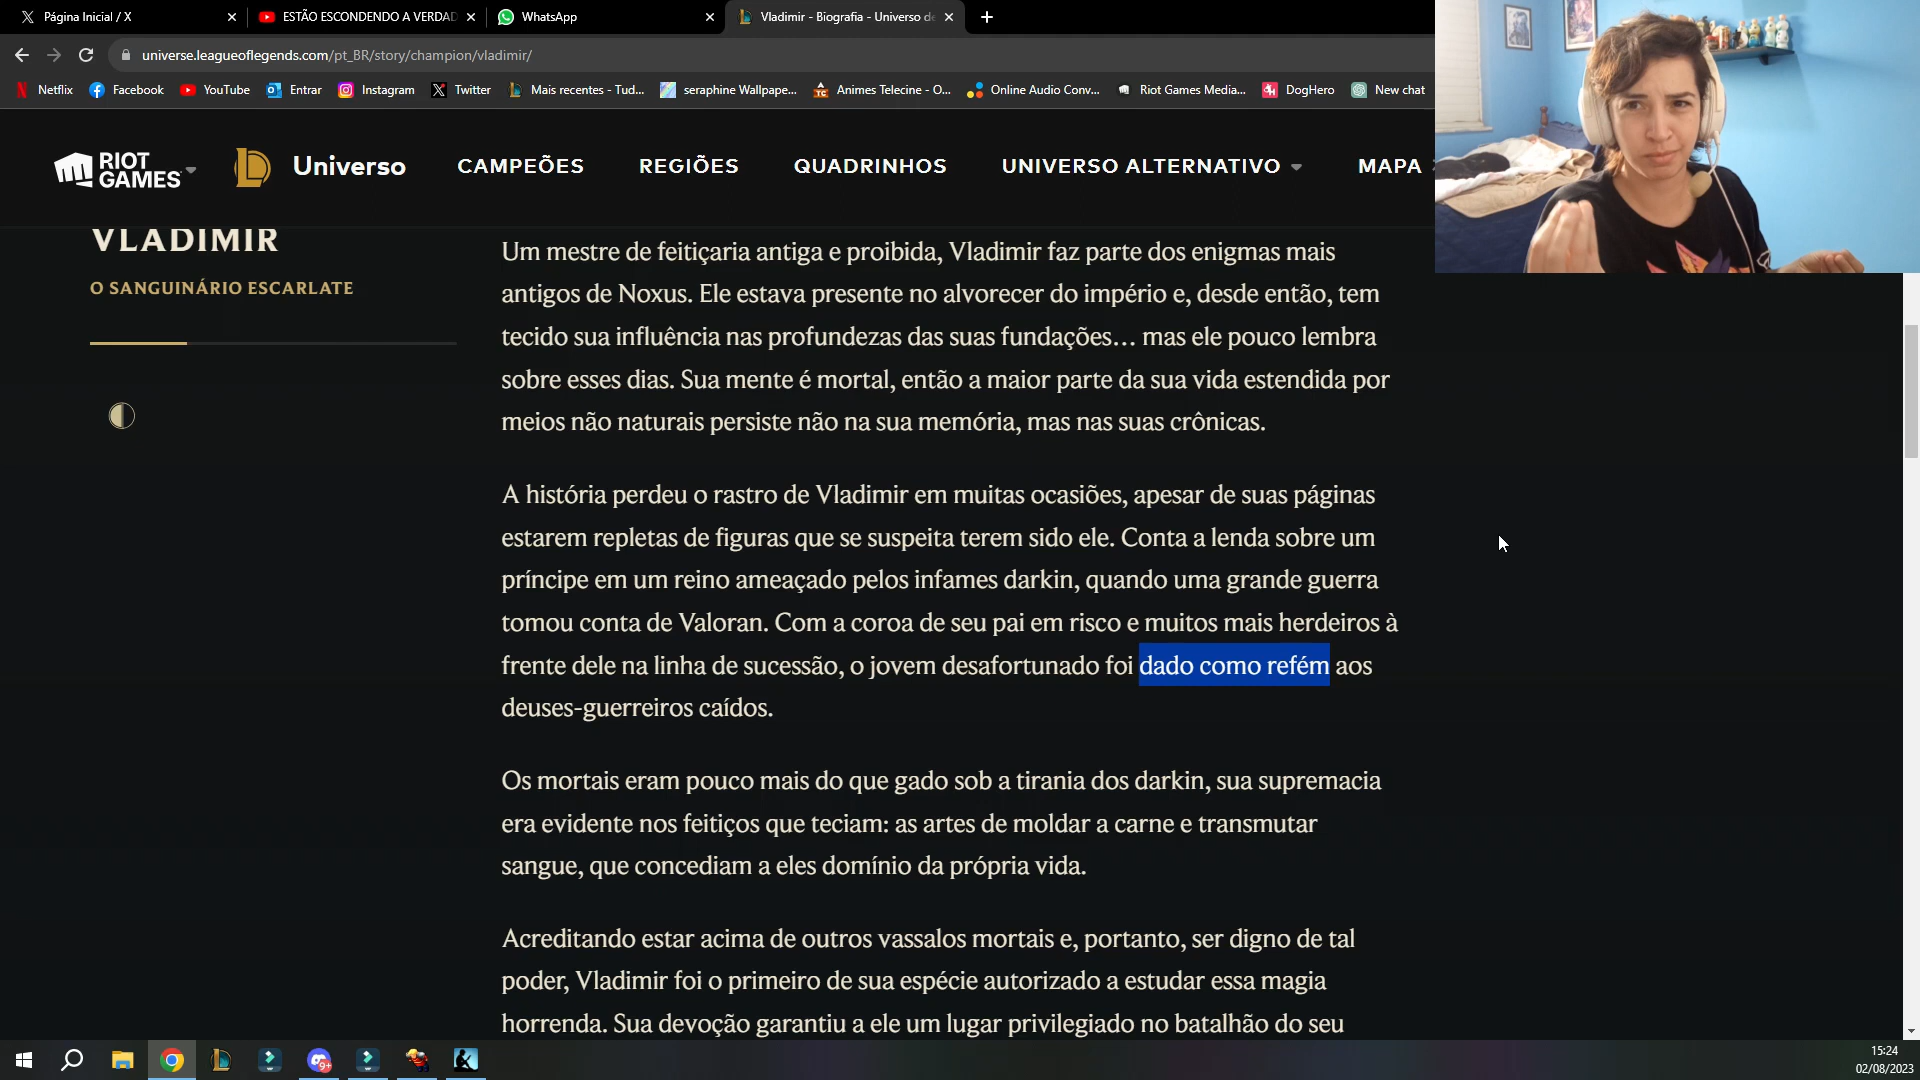 Página Inicial / X
ESTÃO ESCONDENDO A VERDAD
WhatsApp
Vladimir - Biografia - Universo de
universe.leagueoflegends.com/pt_BR/story/champion/vladimir/
Netflix
Facebook
YouTube
Entrar
Instagram
Twitter
Mais recentes - Tud...
seraphine Wallpape...
Animes Telecine - O...
Online Audio Conv...
Riot Games Media...
DogHero
New chat
RIOT
GAMES
Universo
CAMPEÕES
REGIÕES
QUADRINHOS
UNIVERSO ALTERNATIVO
MAPA
VLADIMIR
O SANGUINÁRIO ESCARLATE
Um mestre de feitiçaria antiga e proibida, Vladimir faz parte dos enigmas mais
antigos de Noxus. Ele estava presente no alvorecer do império e, desde então, tem
tecido sua influência nas profundezas das suas fundações… mas ele pouco lembra
sobre esses dias. Sua mente é mortal, então a maior parte da sua vida estendida por
meios não naturais persiste não na sua memória, mas nas suas crônicas.
A história perdeu o rastro de Vladimir em muitas ocasiões, apesar de suas páginas
estarem repletas de figuras que se suspeita terem sido ele. Conta a lenda sobre um
príncipe em um reino ameaçado pelos infames darkin, quando uma grande guerra
tomou conta de Valoran. Com a coroa de seu pai em risco e muitos mais herdeiros à
frente dele na linha de sucessão, o jovem desafortunado foi dado como refém aos
deuses-guerreiros caídos.
Os mortais eram pouco mais do que gado sob a tirania dos darkin, sua supremacia
era evidente nos feitiços que teciam: as artes de moldar a carne e transmutar
sangue, que concediam a eles domínio da própria vida.
Acreditando estar acima de outros vassalos mortais e, portanto, ser digno de tal
poder, Vladimir foi o primeiro de sua espécie autorizado a estudar essa magia
horrenda. Sua devoção garantiu a ele um lugar privilegiado no batalhão do seu
9+
15:24
02/08/2023